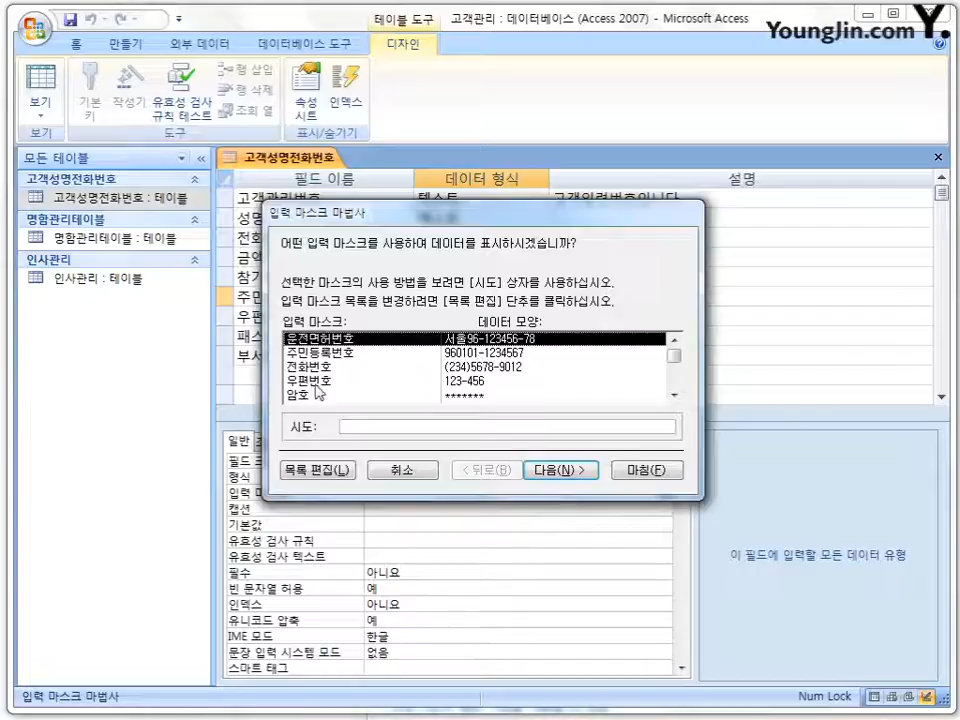 테이블 도구
고객관리 : 데이터베이스 (Access 2007) - Microsoft Access
YoungJin.com Y.
홈 만들기 외부 데이터 데이터베이스 도구 디자인
보기
기본 키
작성기
유효성 검사 규칙 테스트
행 삽입
행 삭제
조회 열
속성 시트
인덱스
보기 도구 표시/숨기기
모든 테이블
고객성명전화번호
고객성명전화번호 : 테이블
명함관리테이블
명함관리테이블 : 테이블
인사관리
인사관리 : 테이블
고객성명전화번호
필드 이름 데이터 형식 설명
입력 마스크 마법사
어떤 입력 마스크를 사용하여 데이터를 표시하시겠습니까?
선택한 마스크의 사용 방법을 보려면 [시도] 상자를 사용하십시오.
입력 마스크 목록을 변경하려면 [목록 편집] 단추를 클릭하십시오.
입력 마스크: 데이터 모양:
운전면허번호 서울96-123456-78
주민등록번호 960101-1234567
전화번호 (234)5678-9012
우편번호 123-456
암호 *******
시도:
목록 편집(L) 취소 < 뒤로(B) 다음(N) > 마침(F)
일반
형식
캡션
기본값
유효성 검사 규칙
유효성 검사 텍스트
필수 아니요
빈 문자열 허용 예
인덱스 아니요
유니코드 압축 예
IME 모드 한글
문장 입력 시스템 모드 없음
스마트 태그
이 필드에 입력할 모든 데이터 유형
입력 마스크 마법사
Num Lock